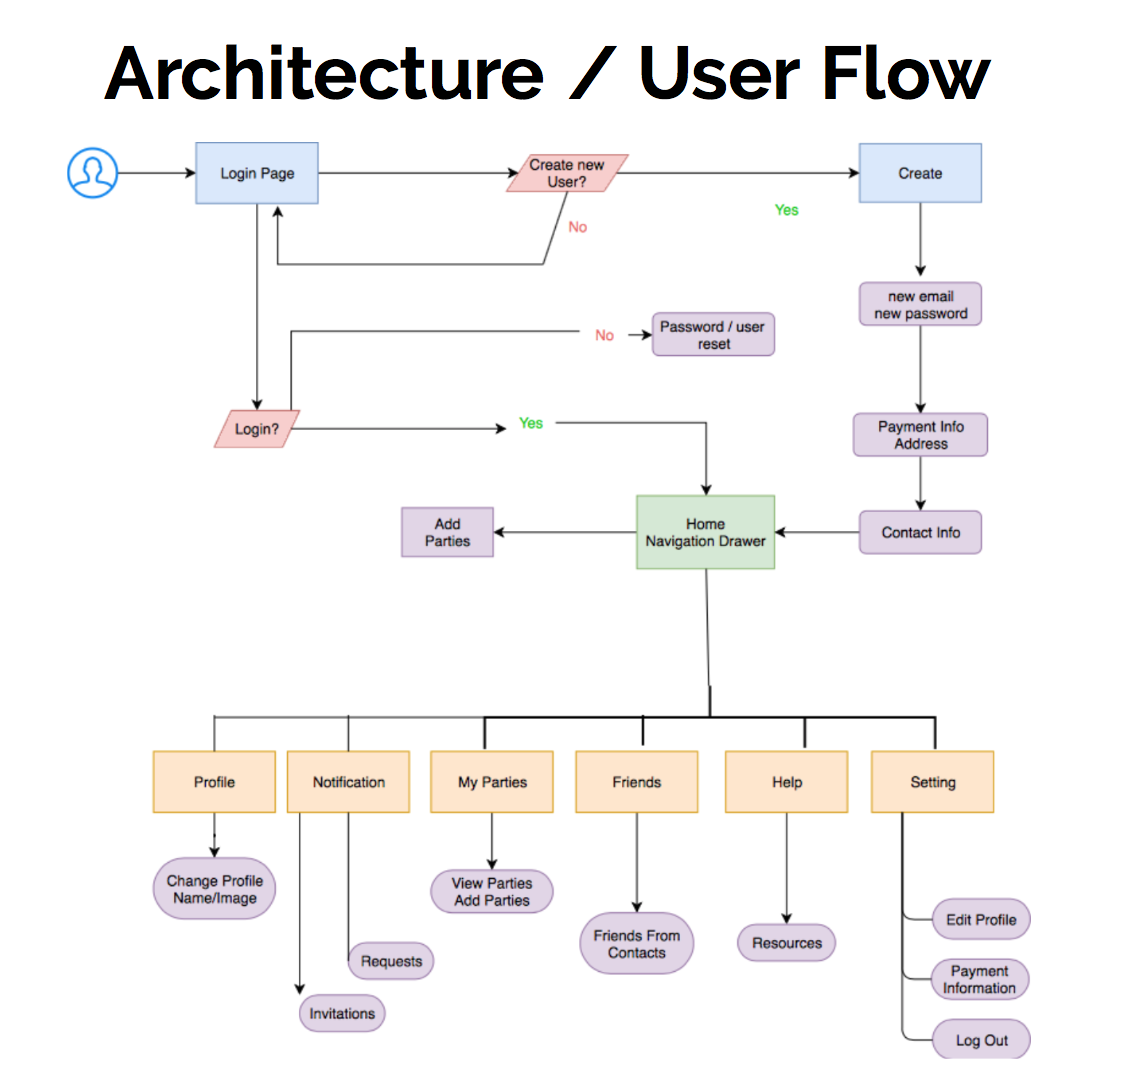 Architecture / User Flow
Login Page
Create new
User?
Create
Yes
No
new email
new password
No
Password / user
reset
Login?
Yes
Payment Info
Address
Add
Parties
Home
Navigation Drawer
Contact Info
Profile
Notification
My Parties
Friends
Help
Setting
Change Profile
Name/Image
View Parties
Add Parties
Friends From
Contacts
Resources
Edit Profile
Requests
Payment
Information
Invitations
Log Out